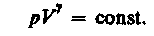 pV^γ = const.